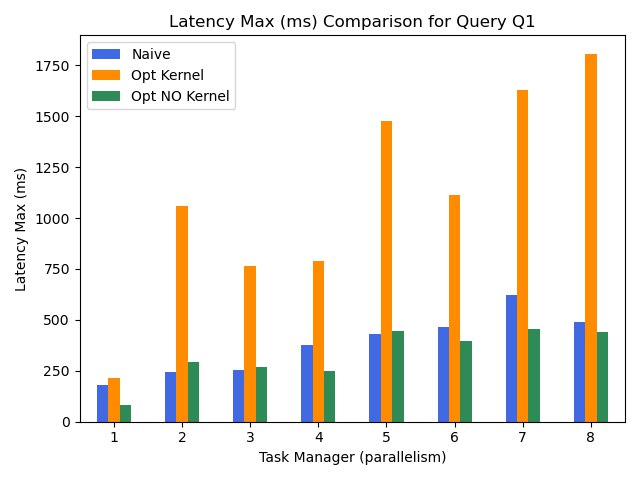 Latency Max (ms) Comparison for Query Q1
Naive
Opt Kernel
Opt NO Kernel
Latency Max (ms)
1750
1500
1250
1000
750
500
250
0
1 2 3 4 5 6 7 8
Task Manager (parallelism)